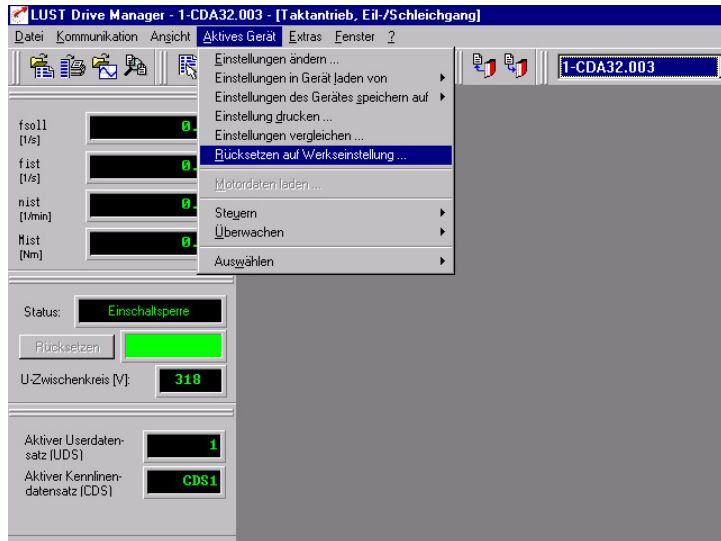 LUST Drive Manager - 1-CDA32.003 - [Taktantrieb, Eil-/Schleichgang]
Datei Kommunikation Ansicht Aktives Gerät Extras Fenster ?
1-CDA32.003
Einstellungen ändern ...
Einstellungen in Gerät laden von
Einstellungen des Gerätes speichern auf
Einstellung drucken ...
Einstellungen vergleichen ...
Rücksetzen auf Werkseinstellung ...
Motordaten laden ...
Steuern
Überwachen
Auswählen
fsoll 0.
[1/s]
fist 0.
[1/s]
nist 0.
[1/min]
Mist 0.
[Nm]
Status: Einschaltsperre
Rücksetzen
U-Zwischenkreis [V]: 318
Aktiver Userdaten-
satz (UDS) 1
Aktiver Kennlinen-
datensatz (CDS) CDS1